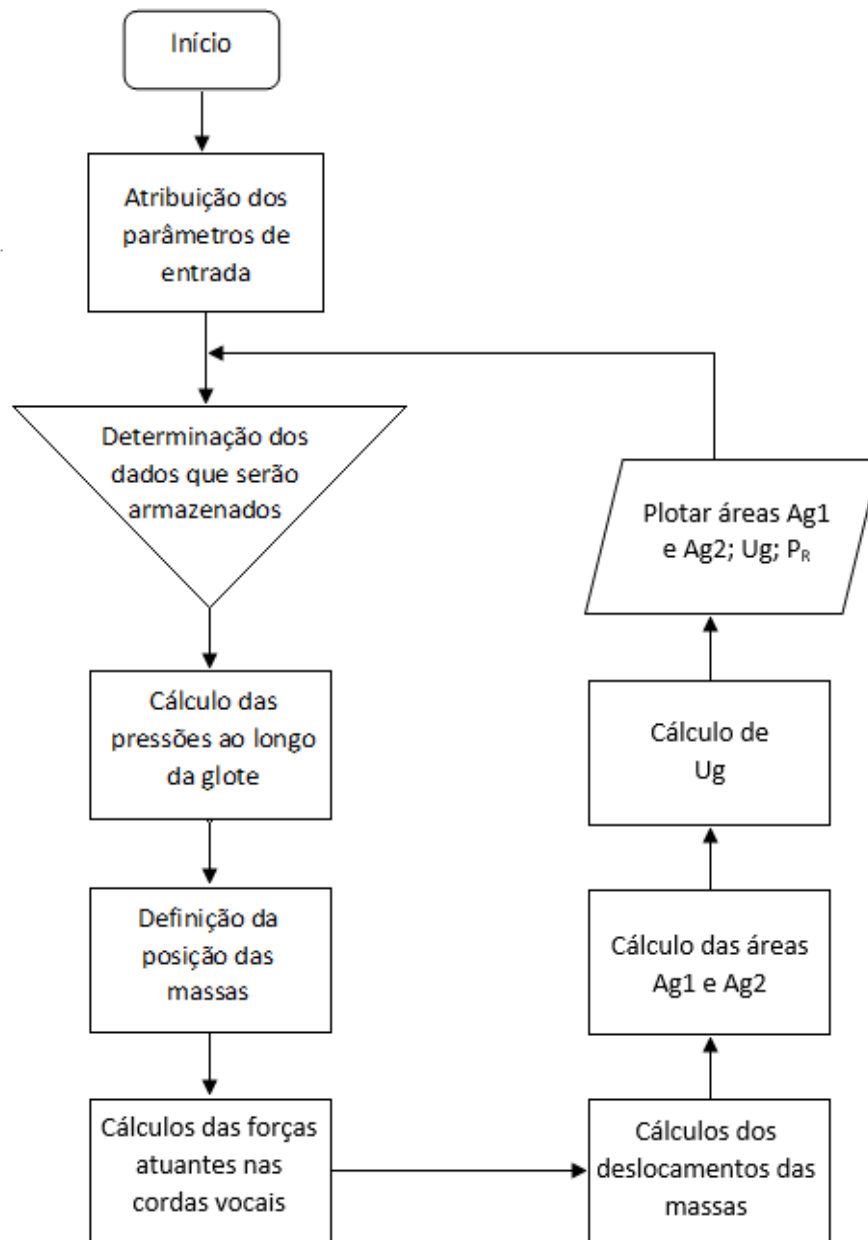 Início
Atribuição dos
parâmetros de
entrada
Determinação dos
dados que serão
armazenados
Cálculo das
pressões ao longo
da glote
Definição da
posição das
massas
Cálculos das forças
atuantes nas
cordas vocais
Cálculos dos
deslocamentos das
massas
Cálculo das áreas
Ag1 e Ag2
Cálculo de
Ug
Plotar áreas Ag1
e Ag2; Ug; P_R